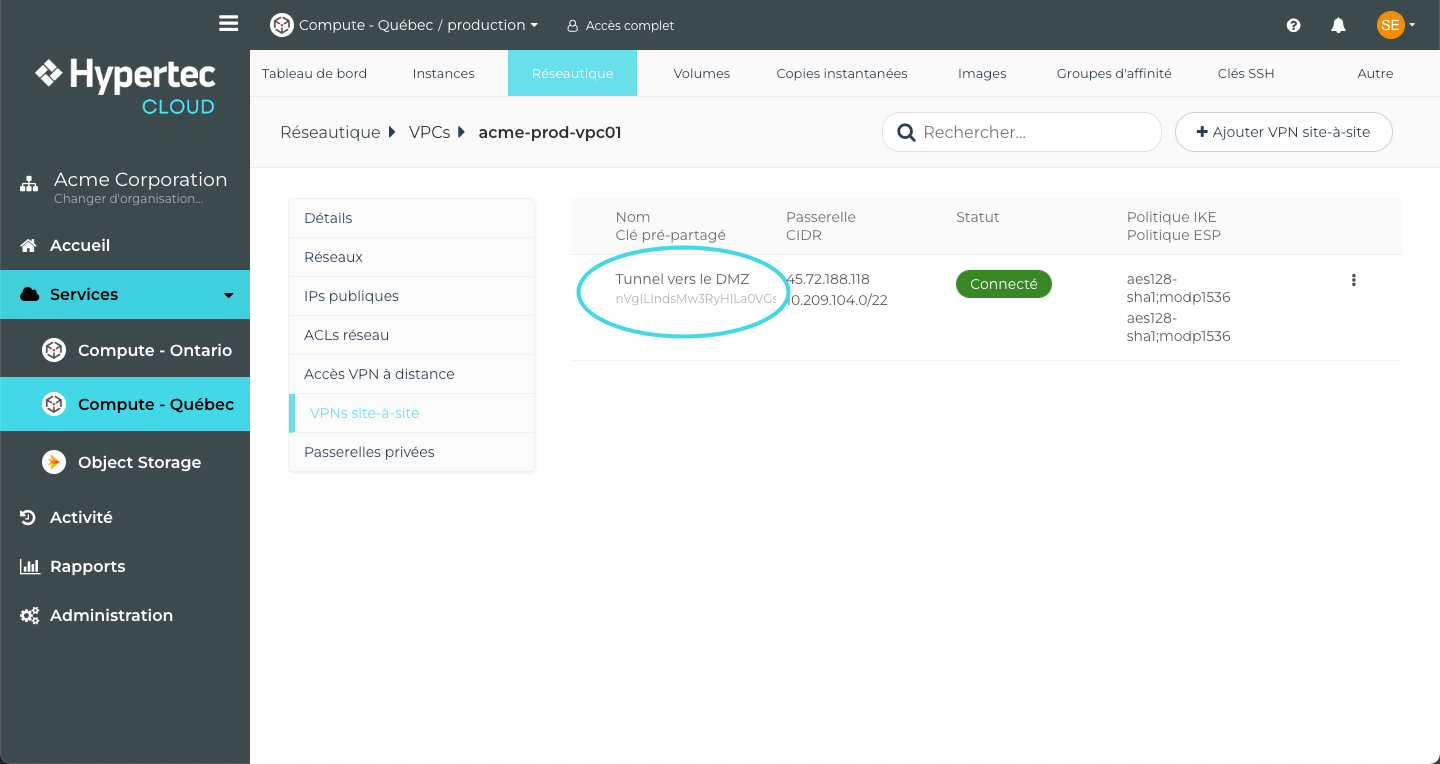 Compute - Québec / production
Accès complet
SE
Hypertec
CLOUD
Tableau de bord
Instances
Réseautique
Volumes
Copies instantanées
Images
Groupes d'affinité
Clés SSH
Autre
Réseautique
VPCs
acme-prod-vpc01
Rechercher...
Ajouter VPN site-à-site
Acme Corporation
Changer d'organisation...
Accueil
Services
Compute - Ontario
Compute - Québec
Object Storage
Activité
Rapports
Administration
Détails
Réseaux
IPs publiques
ACLs réseau
Accès VPN à distance
VPNs site-à-site
Passerelles privées
Nom
Clé pré-partagé
Passerelle
CIDR
Statut
Politique IKE
Politique ESP
Tunnel vers le DMZ
45.72.188.118
10.209.104.0/22
Connecté
aes128-
sha1;modp1536
aes128-
sha1;modp1536